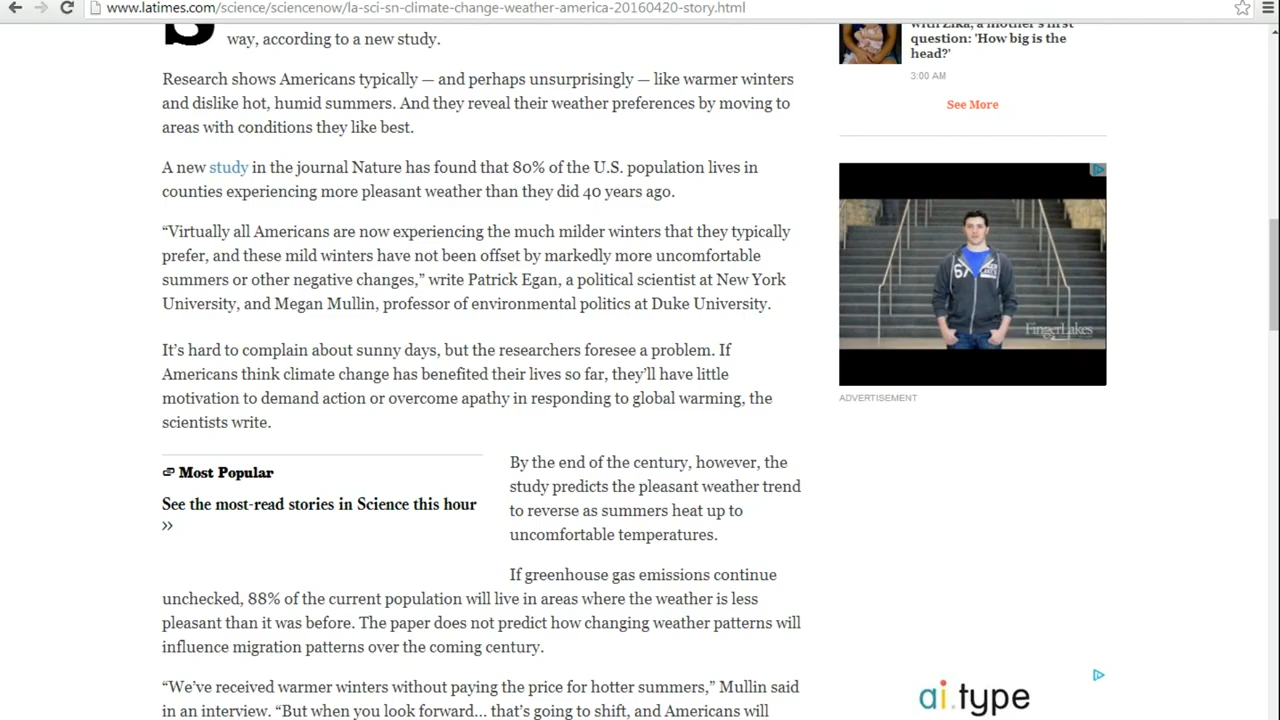 www.latimes.com/science/sciencenow/la-sci-sn-climate-change-weather-america-20160420-story.html
S
way, according to a new study.
Research shows Americans typically — and perhaps unsurprisingly — like warmer winters
and dislike hot, humid summers. And they reveal their weather preferences by moving to
areas with conditions they like best.
A new study in the journal Nature has found that 80% of the U.S. population lives in
counties experiencing more pleasant weather than they did 40 years ago.
“Virtually all Americans are now experiencing the much milder winters that they typically
prefer, and these mild winters have not been offset by markedly more uncomfortable
summers or other negative changes,” write Patrick Egan, a political scientist at New York
University, and Megan Mullin, professor of environmental politics at Duke University.
It’s hard to complain about sunny days, but the researchers foresee a problem. If
Americans think climate change has benefited their lives so far, they’ll have little
motivation to demand action or overcome apathy in responding to global warming, the
scientists write.
Most Popular
See the most-read stories in Science this hour
»
By the end of the century, however, the
study predicts the pleasant weather trend
to reverse as summers heat up to
uncomfortable temperatures.
If greenhouse gas emissions continue
unchecked, 88% of the current population will live in areas where the weather is less
pleasant than it was before. The paper does not predict how changing weather patterns will
influence migration patterns over the coming century.
“We’ve received warmer winters without paying the price for hotter summers,” Mullin said
in an interview. “But when you look forward... that’s going to shift, and Americans will
with Zika, a mother's first
question: 'How big is the
head?'
3:00 AM
See More
67
FingerLakes
ADVERTISEMENT
ai.type